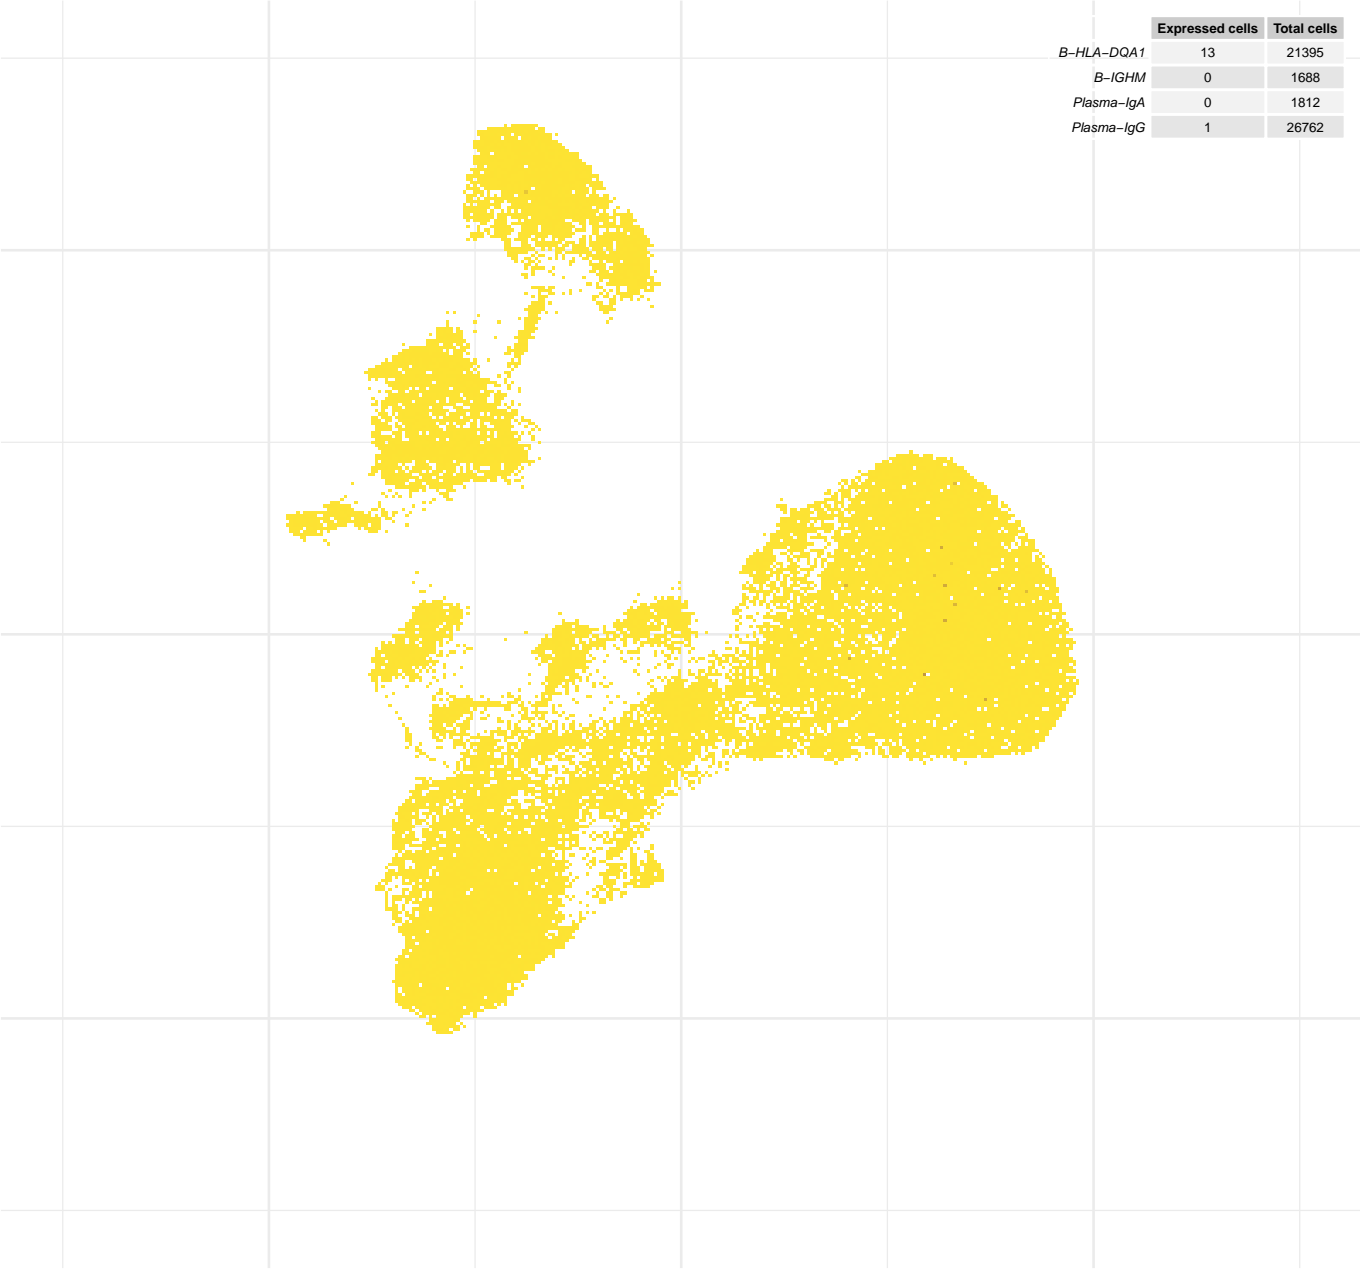 Expressed cells Total cells
B−HLA−DQA1 13 21395
B−IGHM 0 1688
Plasma−IgA 0 1812
Plasma−IgG 1 26762